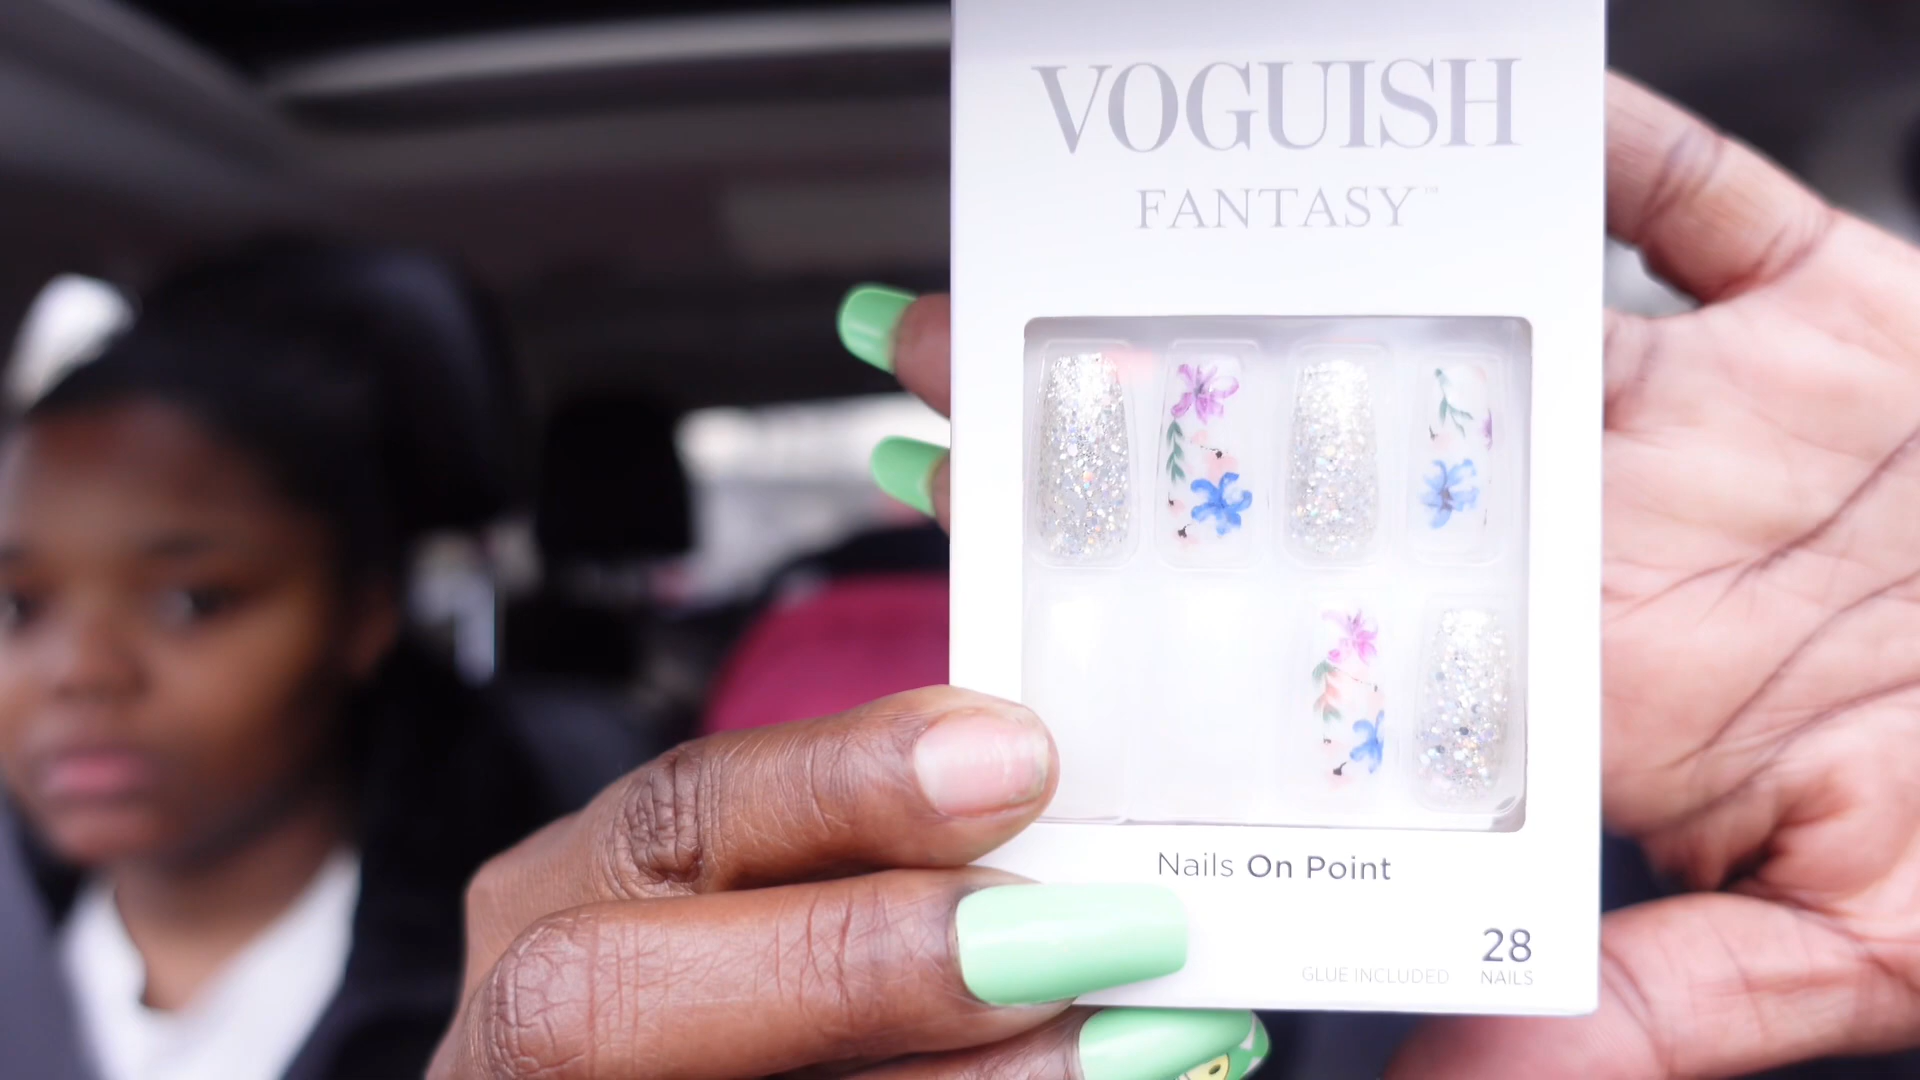 VOGUISH
FANTASY™
Nails On Point
28
GLUE INCLUDED NAILS